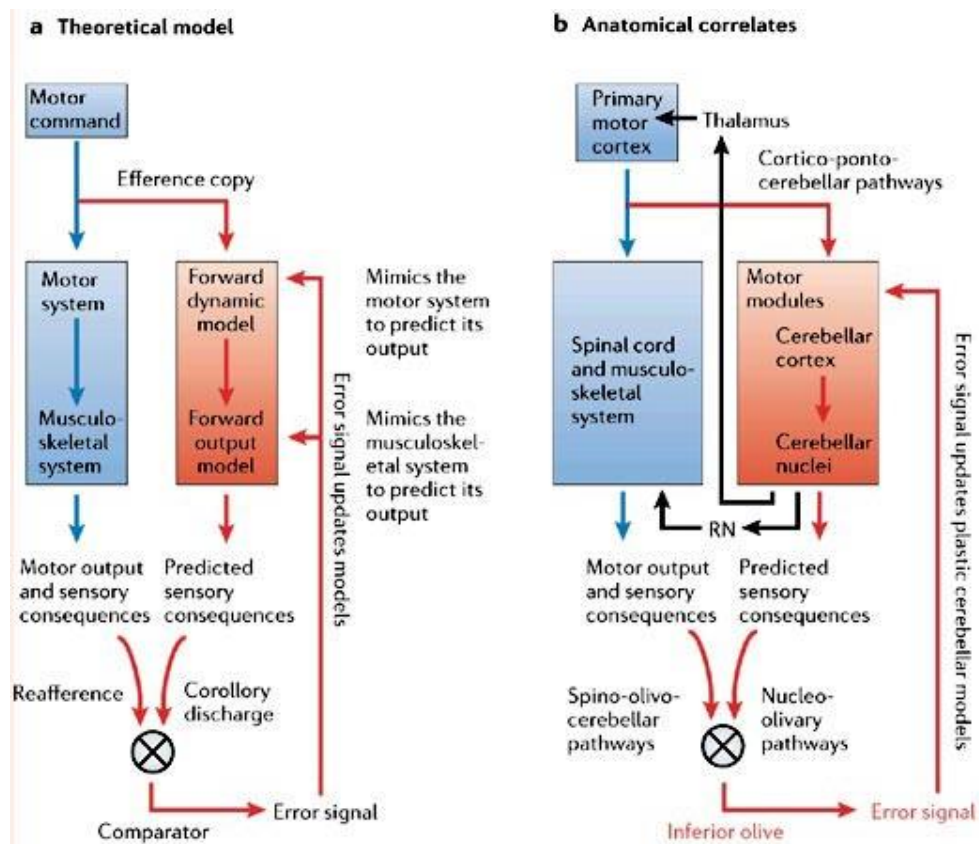 a Theoretical model
Motor
command
Efference copy
Motor
system
Musculo-
skeletal
system
Forward
dynamic
model
Forward
output
model
Mimics the
motor system
to predict its
output
Mimics the
musculoskel-
etal system
to predict its
output
Error signal updates models
Motor output
and sensory
consequences
Predicted
sensory
consequences
Reafference
Corollory
discharge
Comparator
Error signal
b Anatomical correlates
Primary
motor
cortex
Thalamus
Cortico-ponto-
cerebellar pathways
Spinal cord
and musculo-
skeletal
system
Motor
modules
Cerebellar
cortex
Cerebellar
nuclei
RN
Error signal updates plastic cerebellar models
Motor output
and sensory
consequences
Predicted
sensory
consequences
Spino-olivo-
cerebellar
pathways
Nucleo-
olivary
pathways
Inferior olive
Error signal